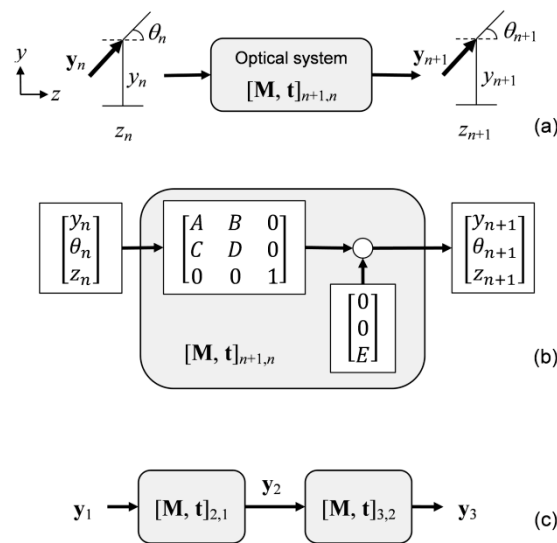 y
z
yₙ
θₙ
yₙ
zₙ
Optical system
[M, t]ₙ₊₁,ₙ
yₙ₊₁
θₙ₊₁
yₙ₊₁
zₙ₊₁
(a)
[yₙ
θₙ
zₙ]
[A B 0
C D 0
0 0 1]
[0
0
E]
[yₙ₊₁
θₙ₊₁
zₙ₊₁]
[M, t]ₙ₊₁,ₙ
(b)
y₁
[M, t]₂,₁
y₂
[M, t]₃,₂
y₃
(c)